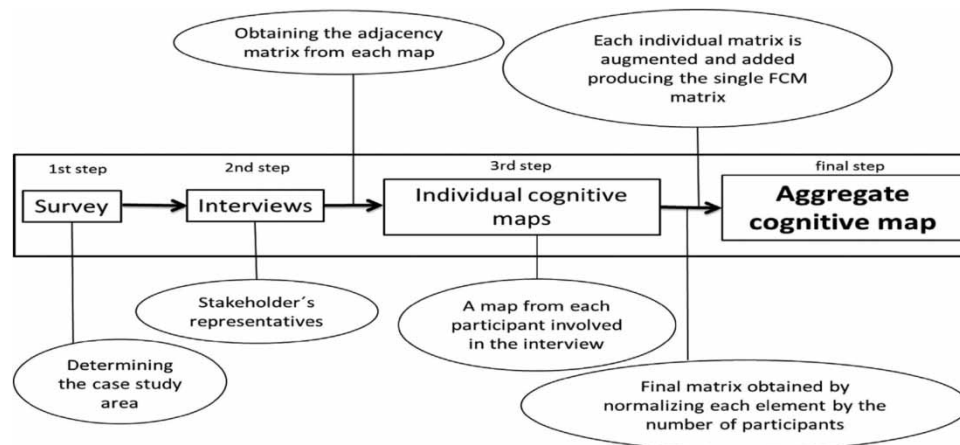 Obtaining the adjacency
matrix from each map
Each individual matrix is
augmented and added
producing the single FCM
matrix
1st step
2nd step
3rd step
final step
Survey
Interviews
Individual cognitive
maps
Aggregate
cognitive map
Stakeholder´s
representatives
A map from each
participant involved
in the interview
Determining
the case study
area
Final matrix obtained by
normalizing each element by the
number of participants